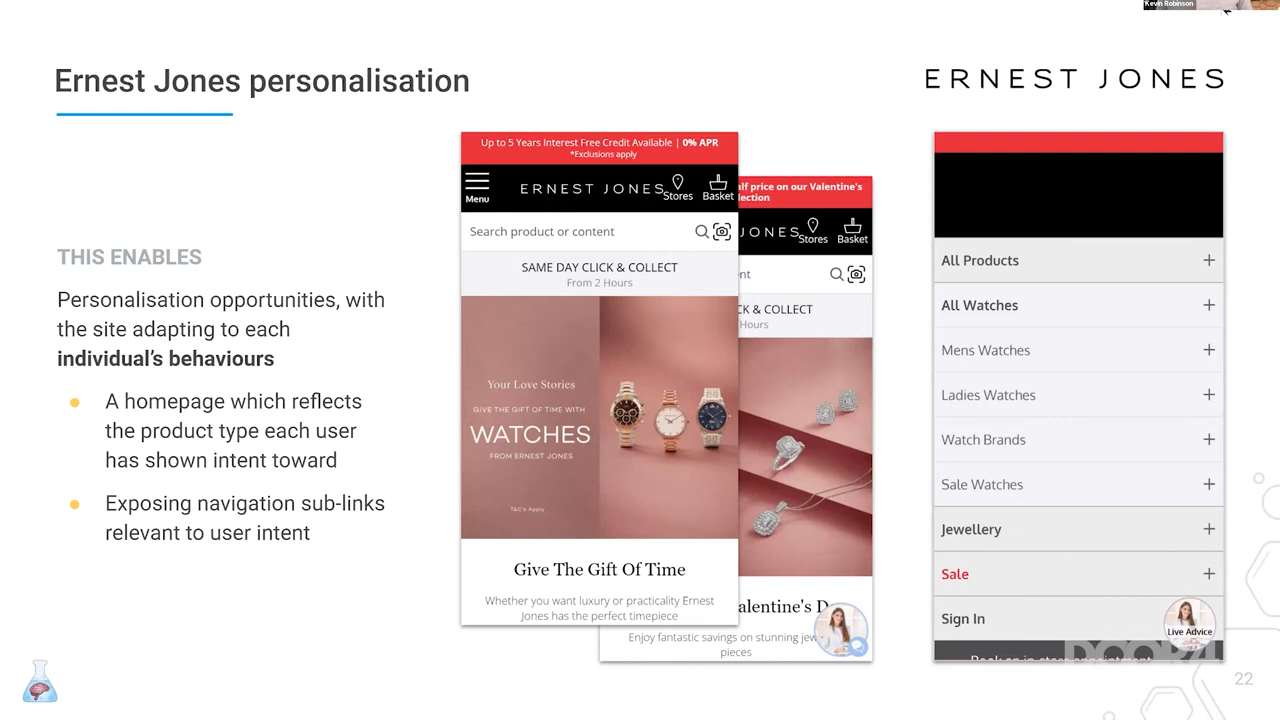 Kevin Robinson
Ernest Jones personalisation
ERNEST JONES
THIS ENABLES
Personalisation opportunities, with
the site adapting to each
individual's behaviours
A homepage which reflects
the product type each user
has shown intent toward
Exposing navigation sub-links
relevant to user intent
Up to 5 Years Interest Free Credit Available | 0% APR
*Exclusions apply
Menu
ERNEST JONES
Stores
Basket
Search product or content
SAME DAY CLICK & COLLECT
From 2 Hours
Your Love Stories
GIVE THE GIFT OF TIME WITH
WATCHES
FROM ERNEST JONES
T&C's Apply
Give The Gift Of Time
Whether you want luxury or practicality Ernest
Jones has the perfect timepiece
alf price on our Valentine's
lection
JONES
Stores
Basket
ent
CK & COLLECT
Hours
alentine's D
Enjoy fantastic savings on stunning jew
pieces
All Products
All Watches
Mens Watches
Ladies Watches
Watch Brands
Sale Watches
Jewellery
Sale
Sign In
Live Advice
22